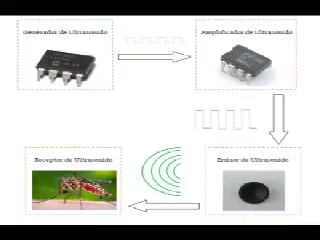 Generador de Ultrasonido
Amplificador de Ultrasonido
Receptor de Ultrasonido
Emisor de Ultrasonido